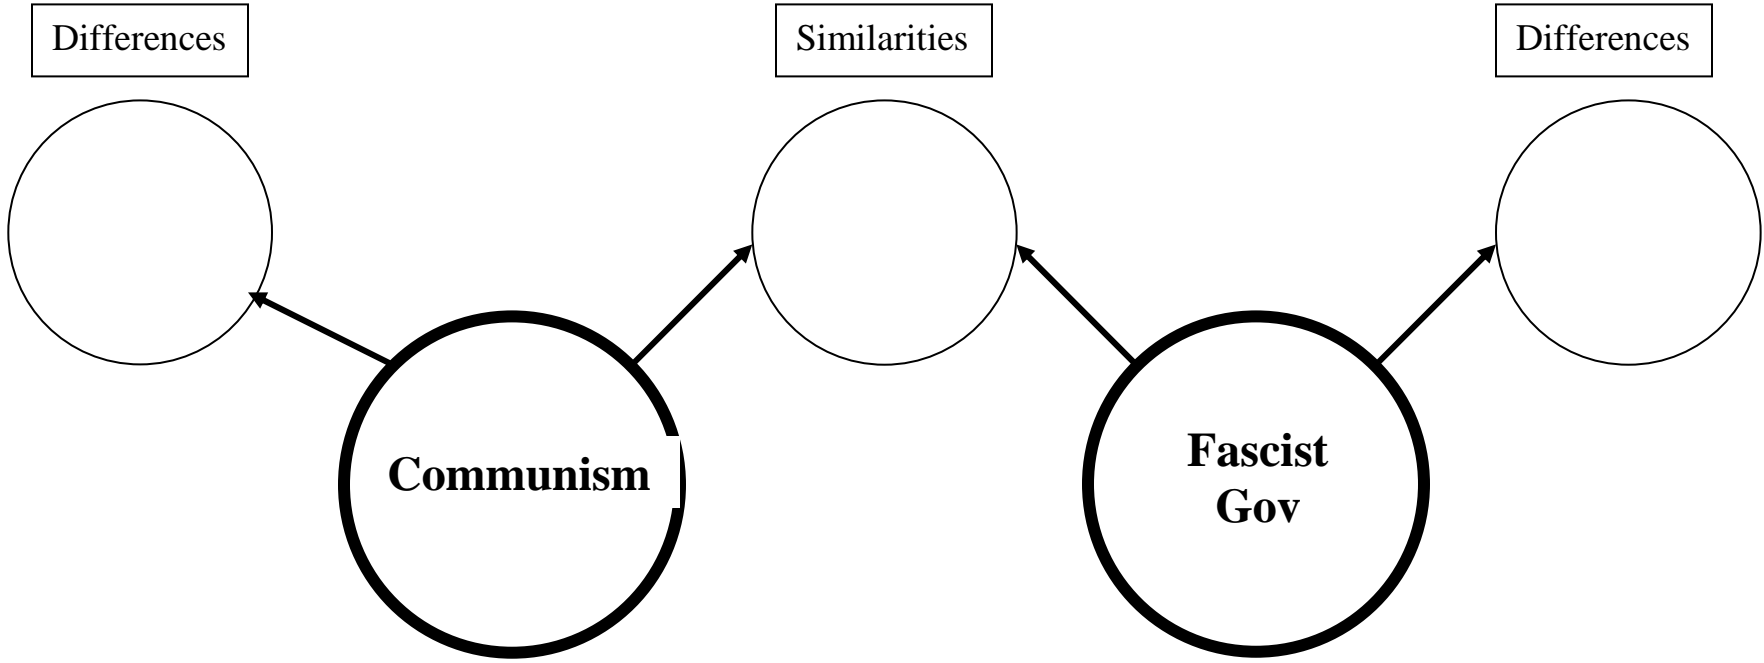 Differences
Similarities
Differences
Communism
Fascist
Gov